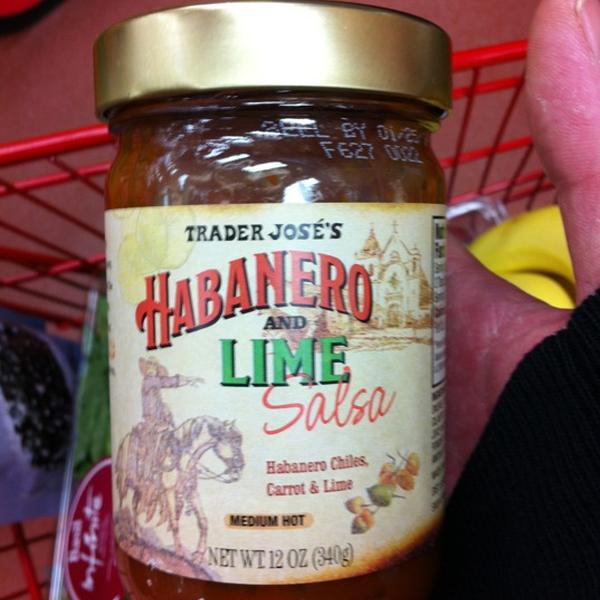 SELL BY 01/25
F627 0022
TRADER JOSÉ'S
HABANERO
AND
LIME
Salsa
Habanero Chiles,
Carrot & Lime
MEDIUM HOT
NET WT. 12 OZ (340g)
Basil